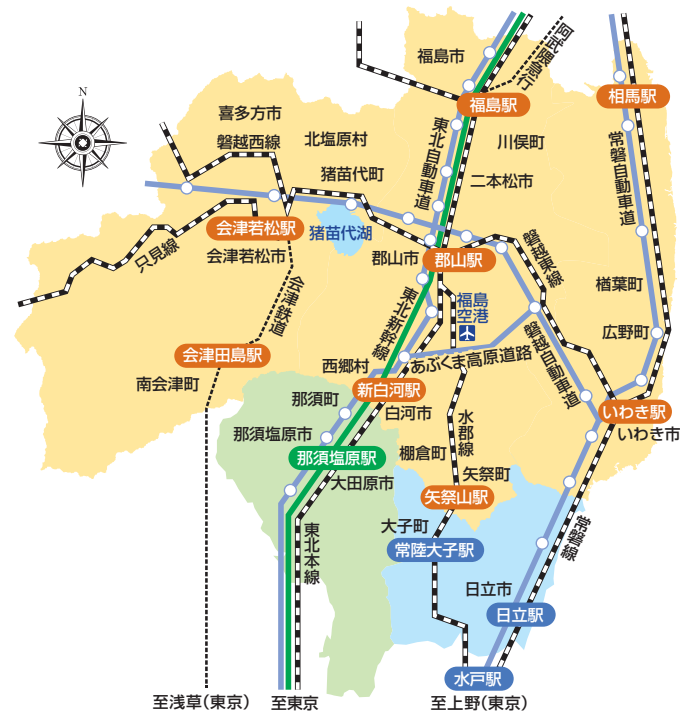 福島市
阿武隈急行
N
福島駅
相馬駅
喜多方市
磐越西線
北塩原村
東北自動車道
川俣町
常磐自動車道
猪苗代町
二本松市
会津若松駅
猪苗代湖
只見線
会津若松市
郡山市
郡山駅
磐越東線
会津鉄道
東北新幹線
福島
空港
楢葉町
広野町
会津田島駅
西郷村
あぶくま高原道路
磐越自動車道
南会津町
那須町
新白河駅
白河市
水郡線
いわき駅
いわき市
那須塩原市
那須塩原駅
棚倉町
大田原市
矢祭町
矢祭山駅
東北本線
大子町
常陸大子駅
常磐線
日立市
日立駅
水戸駅
至浅草(東京)
至東京
至上野(東京)